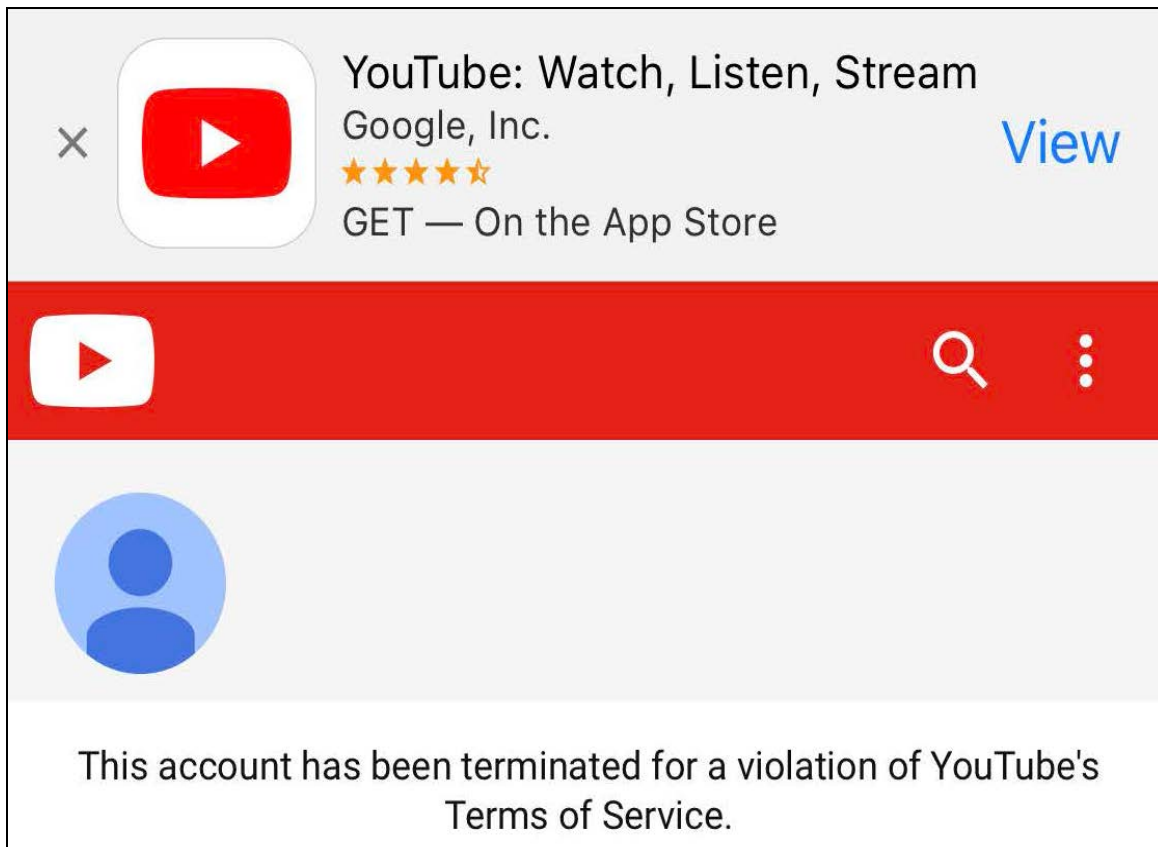 YouTube: Watch, Listen, Stream
Google, Inc.
GET — On the App Store
View
This account has been terminated for a violation of YouTube's
Terms of Service.